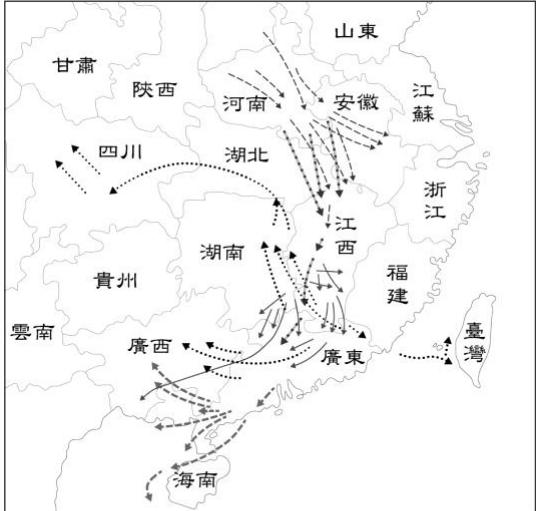 山東
甘肅
陝西
河南
安徽
江蘇
四川
湖北
浙江
江西
湖南
福建
貴州
雲南
廣西
廣東
臺灣
海南